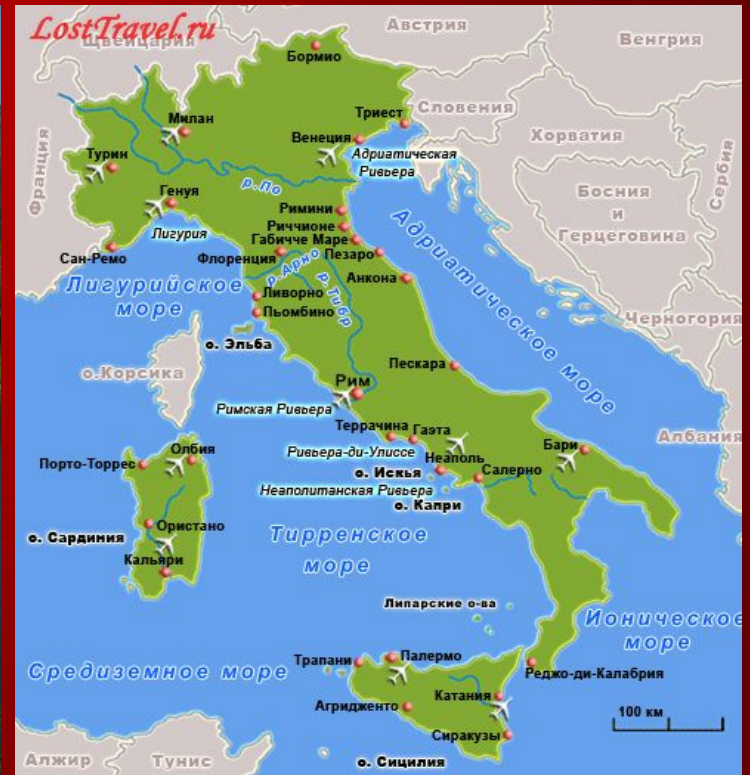 LostTravel.ru
Швейцария
Австрия
Венгрия
Бормио
Словения
Триест
Милан
Венеция
Хорватия
Адриатическая
Ривьера
Турин
Франция
Сербия
р.По
Генуя
Босния
и
Герцеговина
Римини
Лигурия
Риччионе
Габичче Маре
Адриатическое море
Сан-Ремо
Флоренция
Пезаро
р.Арно
р.Тибр
Анкона
Лигурийское
море
Ливорно
Пьомбино
Черногория
о. Эльба
о.Корсика
Пескара
Рим
Римская Ривьера
Террачина
Гаэта
Албания
Олбия
Порто-Торрес
Ривьера-ди-Улиссе
Неаполь
Бари
о. Искья
Салерно
Неаполитанская Ривьера
о. Капри
Ористано
о. Сардиния
Тирренское
море
Кальяри
Липарские о-ва
Ионическое
море
Средиземное море
Трапани
Палермо
Реджо-ди-Калабрия
Катания
Агридженто
100 км
Сиракузы
Алжир
Тунис
о. Сицилия